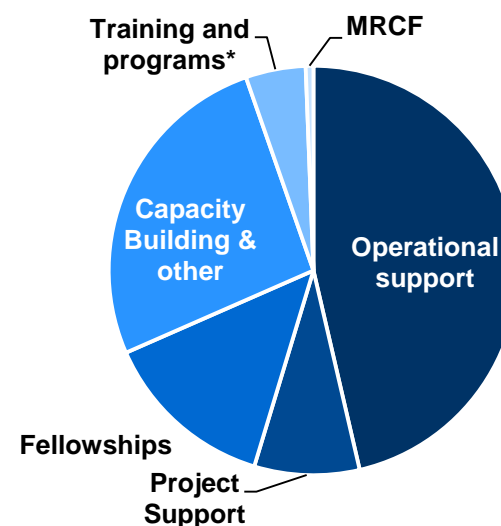 Training and
programs*
MRCF
Capacity
Building &
other
Operational
support
Fellowships
Project
Support